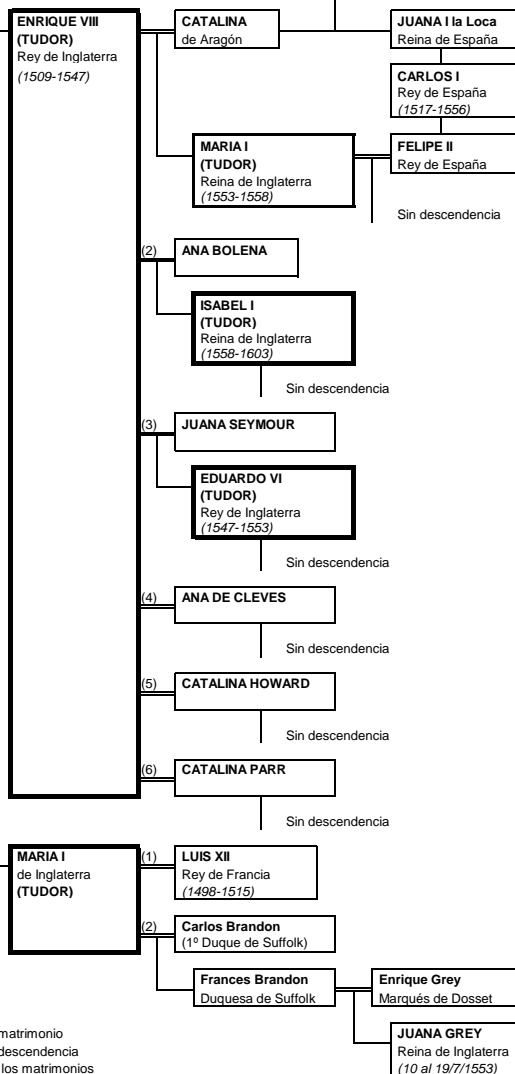 ENRIQUE VIII
(TUDOR)
Rey de Inglaterra
(1509-1547)
CATALINA
de Aragón
JUANA I la Loca
Reina de España
CARLOS I
Rey de España
(1517-1556)
MARIA I
(TUDOR)
Reina de Inglaterra
(1553-1558)
FELIPE II
Rey de España
Sin descendencia
(2)
ANA BOLENA
ISABEL I
(TUDOR)
Reina de Inglaterra
(1558-1603)
Sin descendencia
(3)
JUANA SEYMOUR
EDUARDO VI
(TUDOR)
Rey de Inglaterra
(1547-1553)
Sin descendencia
(4)
ANA DE CLEVES
Sin descendencia
(5)
CATALINA HOWARD
Sin descendencia
(6)
CATALINA PARR
Sin descendencia
MARIA I
de Inglaterra
(TUDOR)
(1)
LUIS XII
Rey de Francia
(1498-1515)
(2)
Carlos Brandon
(1º Duque de Suffolk)
Frances Brandon
Duquesa de Suffolk
Enrique Grey
Marqués de Dosset
JUANA GREY
Reina de Inglaterra
(10 al 19/7/1553)
matrimonio
descendencia
los matrimonios